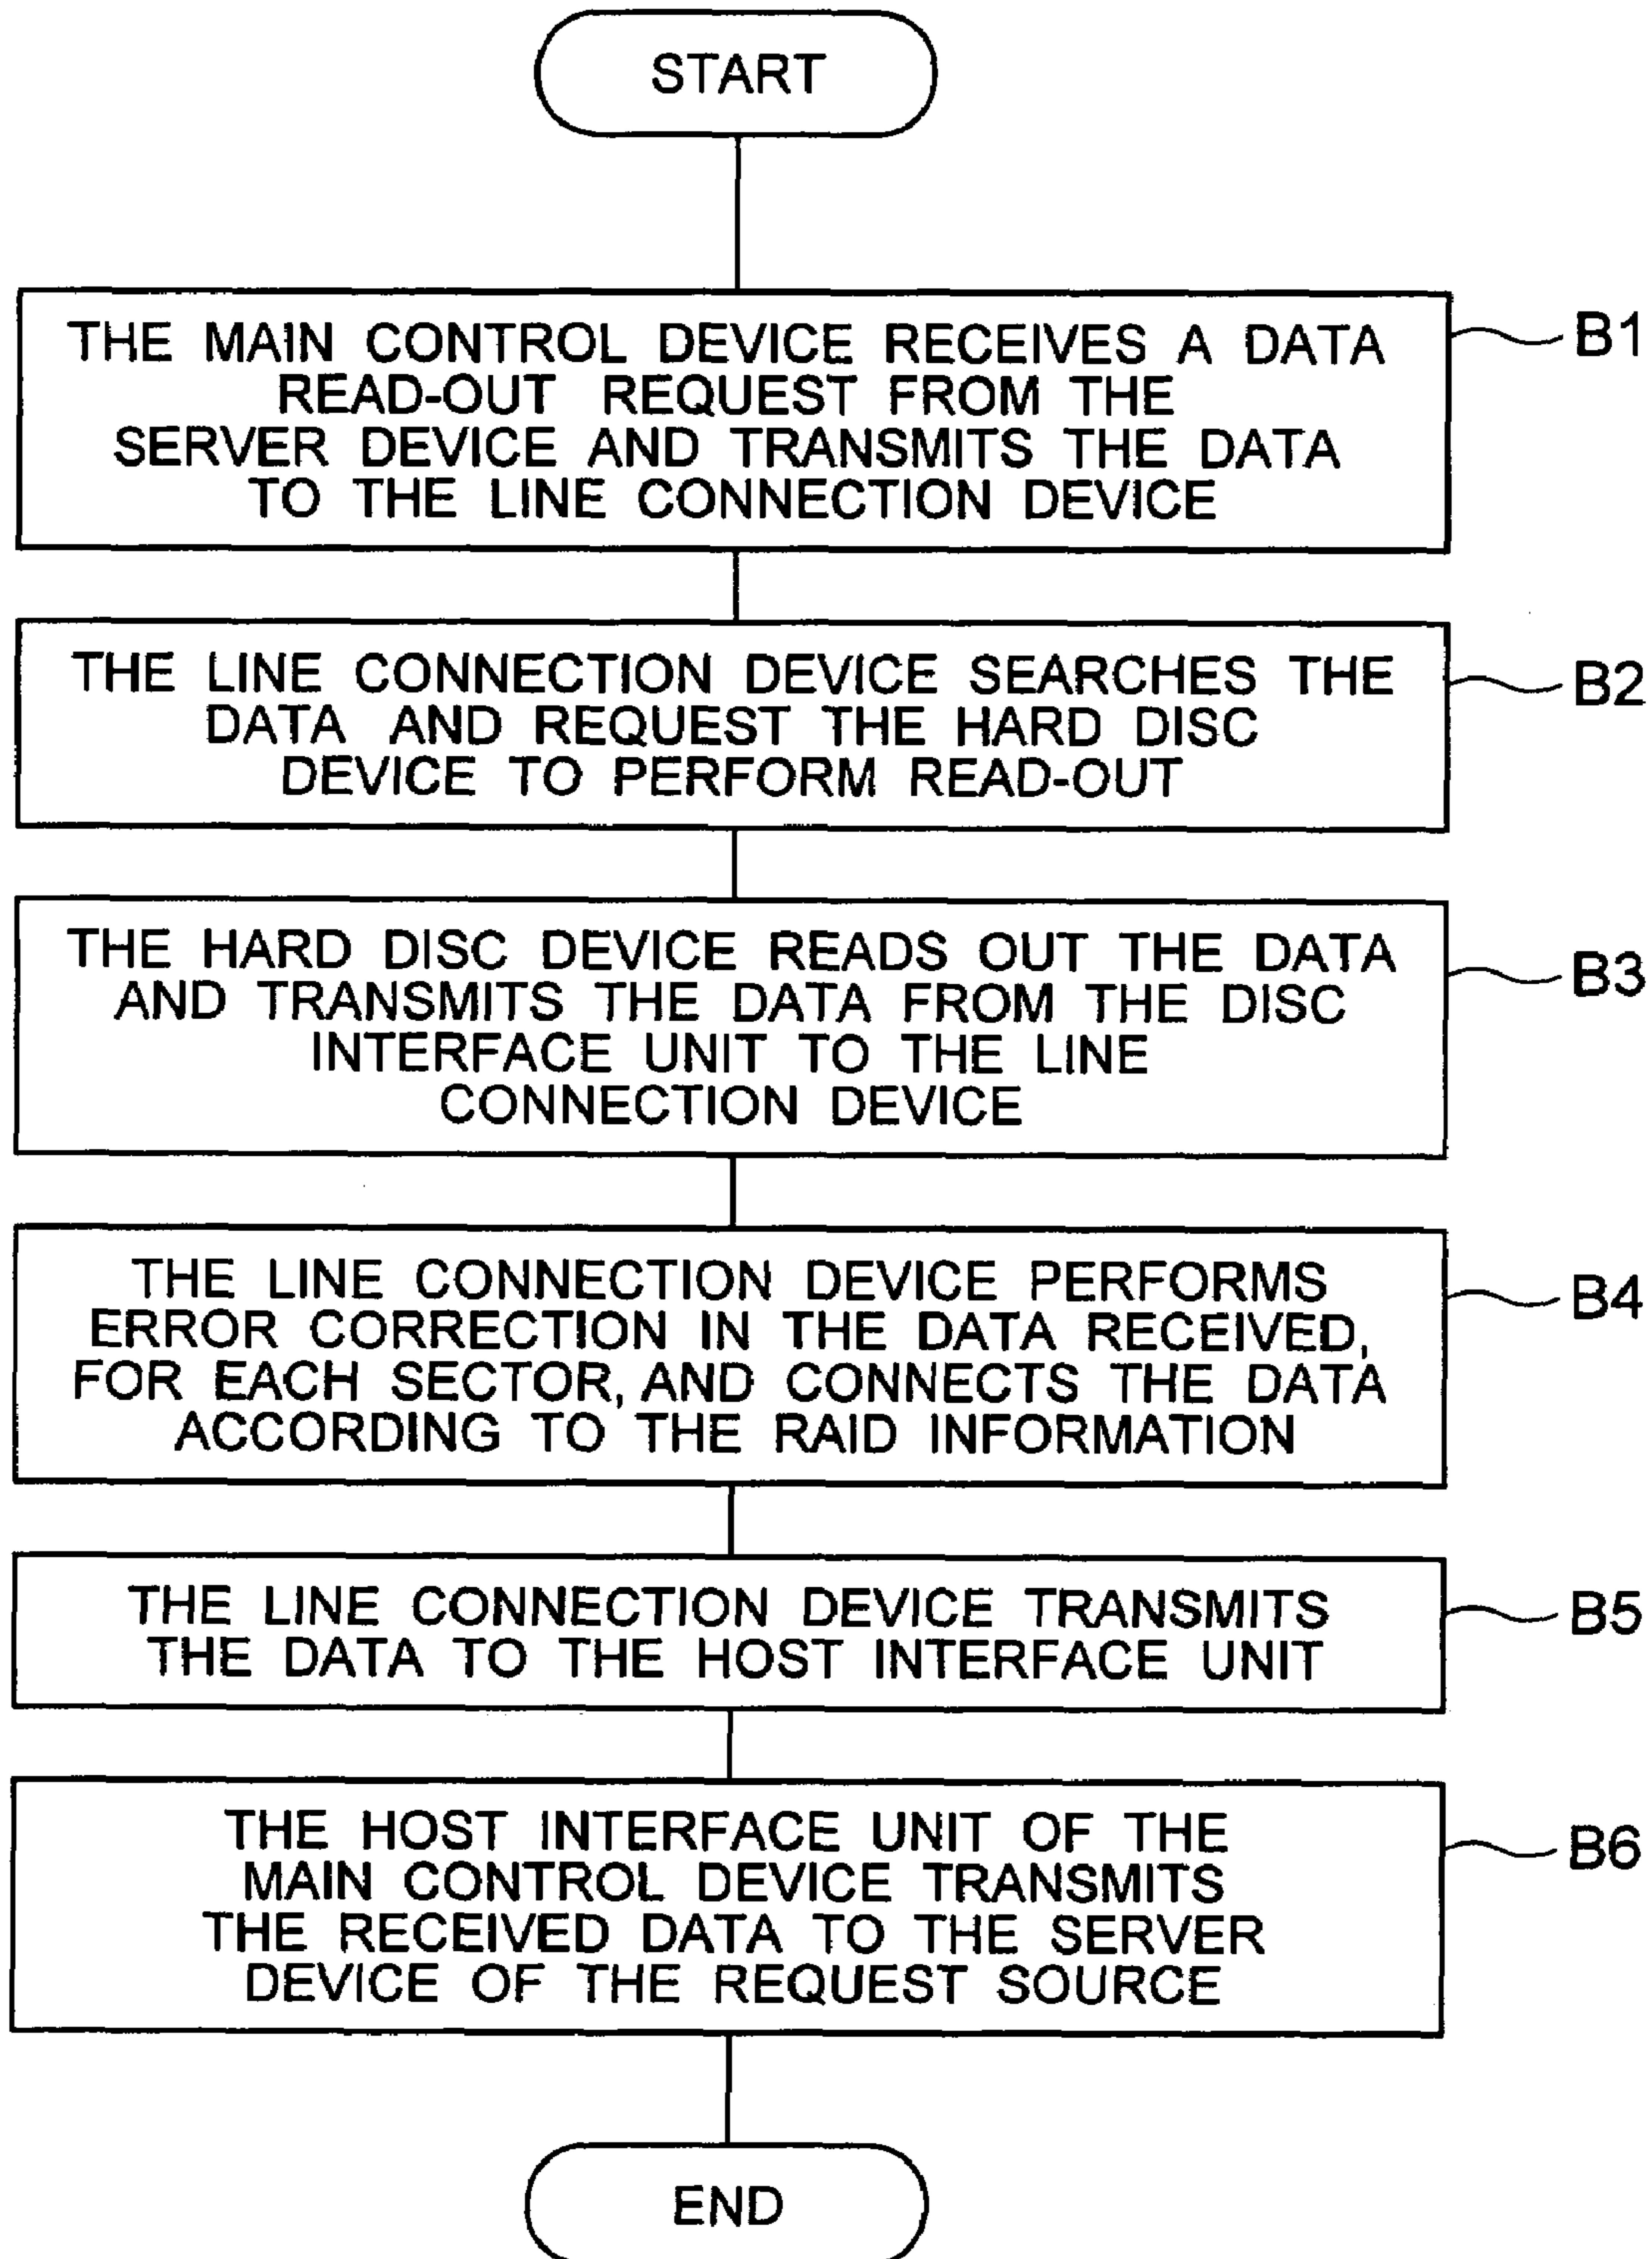 START
THE MAIN CONTROL DEVICE RECEIVES A DATA
READ-OUT REQUEST FROM THE
SERVER DEVICE AND TRANSMITS THE DATA
TO THE LINE CONNECTION DEVICE
B1
THE LINE CONNECTION DEVICE SEARCHES THE
DATA AND REQUEST THE HARD DISC
DEVICE TO PERFORM READ-OUT
B2
THE HARD DISC DEVICE READS OUT THE DATA
AND TRANSMITS THE DATA FROM THE DISC
INTERFACE UNIT TO THE LINE
CONNECTION DEVICE
B3
THE LINE CONNECTION DEVICE PERFORMS
ERROR CORRECTION IN THE DATA RECEIVED,
FOR EACH SECTOR, AND CONNECTS THE DATA
ACCORDING TO THE RAID INFORMATION
B4
THE LINE CONNECTION DEVICE TRANSMITS
THE DATA TO THE HOST INTERFACE UNIT
B5
THE HOST INTERFACE UNIT OF THE
MAIN CONTROL DEVICE TRANSMITS
THE RECEIVED DATA TO THE SERVER
DEVICE OF THE REQUEST SOURCE
B6
END